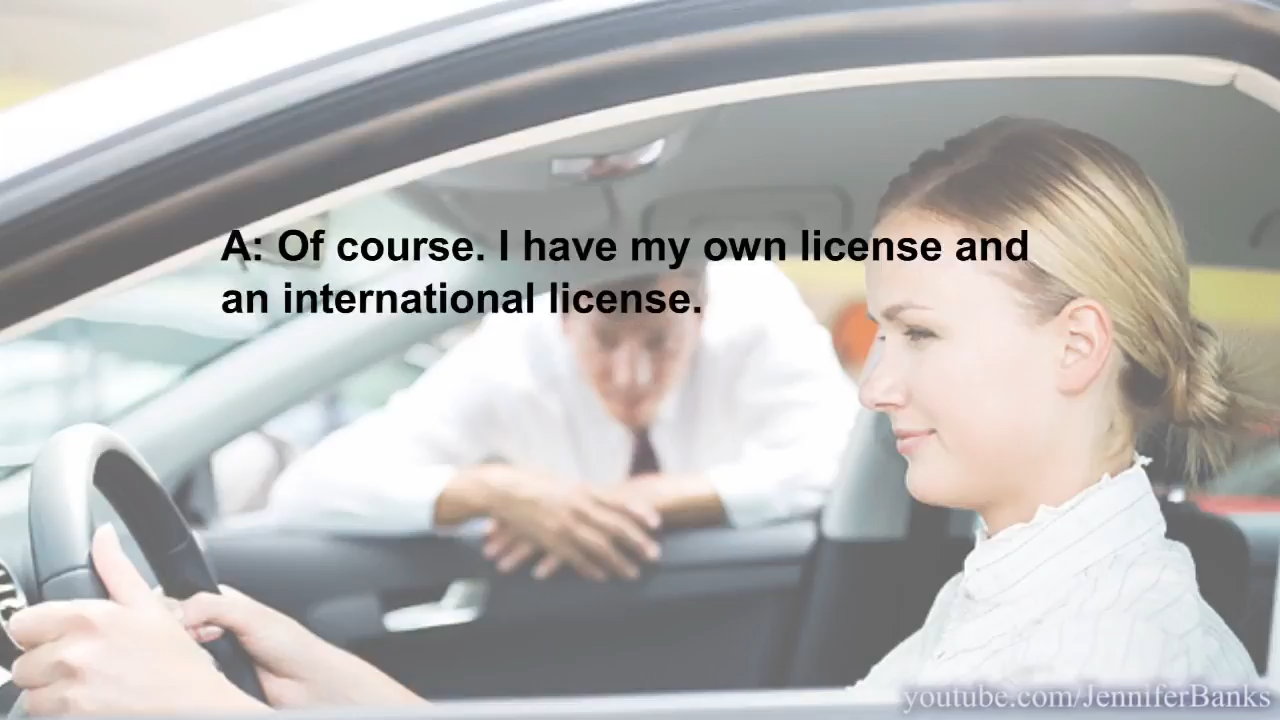 A: Of course. I have my own license and
an international license.
youtube.com/JenniferBanks